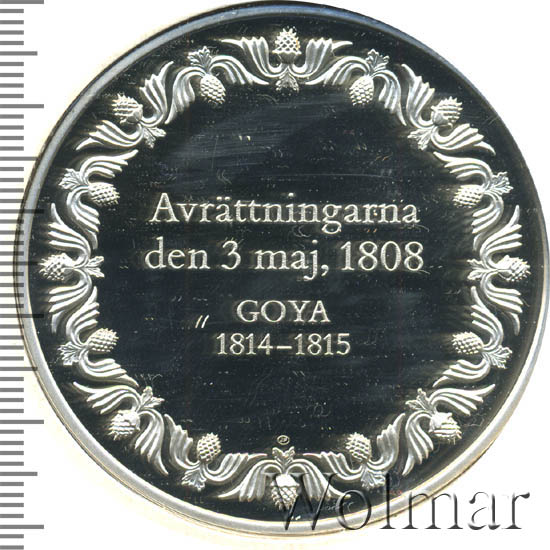 Avrättningarna
den 3 maj, 1808
GOYA
1814–1815
Wolmar